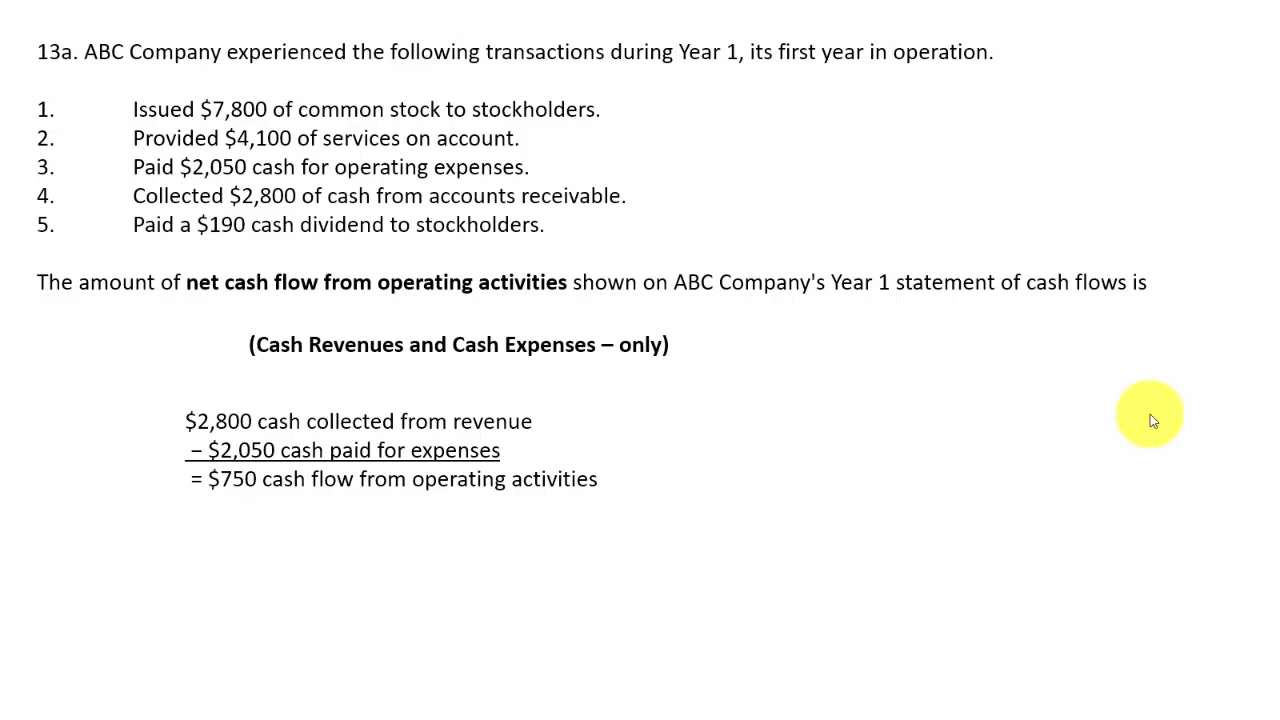 13a. ABC Company experienced the following transactions during Year 1, its first year in operation.
1. Issued $7,800 of common stock to stockholders.
2. Provided $4,100 of services on account.
3. Paid $2,050 cash for operating expenses.
4. Collected $2,800 of cash from accounts receivable.
5. Paid a $190 cash dividend to stockholders.
The amount of net cash flow from operating activities shown on ABC Company's Year 1 statement of cash flows is
(Cash Revenues and Cash Expenses – only)
$2,800 cash collected from revenue
– $2,050 cash paid for expenses
= $750 cash flow from operating activities